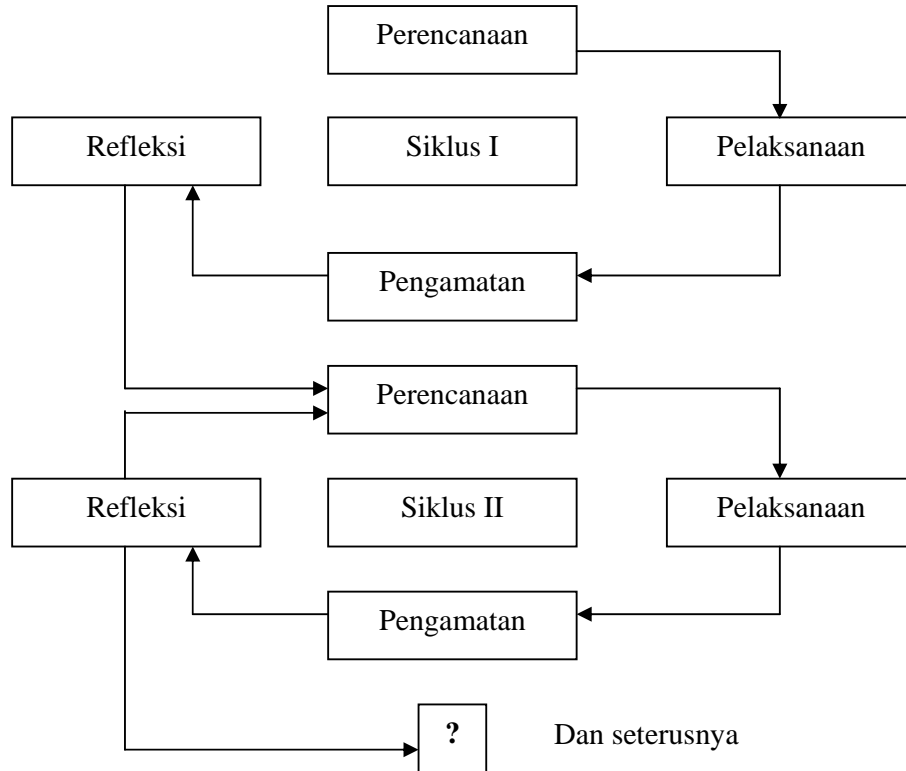 Perencanaan
Refleksi
Siklus I
Pelaksanaan
Pengamatan
Perencanaan
Refleksi
Siklus II
Pelaksanaan
Pengamatan
?
Dan seterusnya